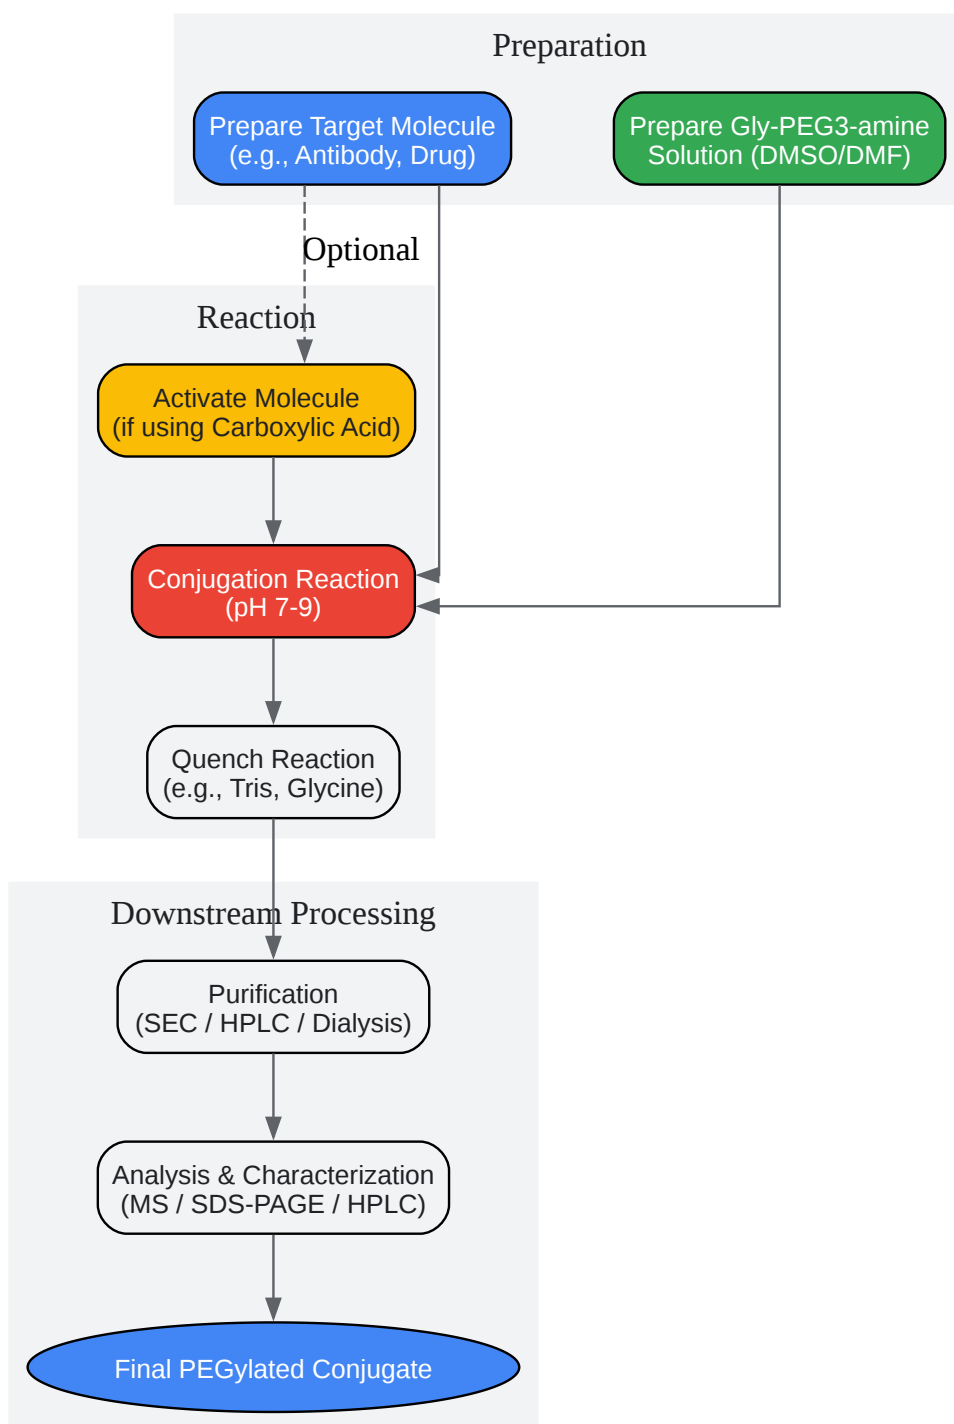 Preparation
Prepare Target Molecule
(e.g., Antibody, Drug)
Prepare Gly-PEG3-amine
Solution (DMSO/DMF)
Optional
Reaction
Activate Molecule
(if using Carboxylic Acid)
Conjugation Reaction
(pH 7-9)
Quench Reaction
(e.g., Tris, Glycine)
Downstream Processing
Purification
(SEC / HPLC / Dialysis)
Analysis & Characterization
(MS / SDS-PAGE / HPLC)
Final PEGylated Conjugate